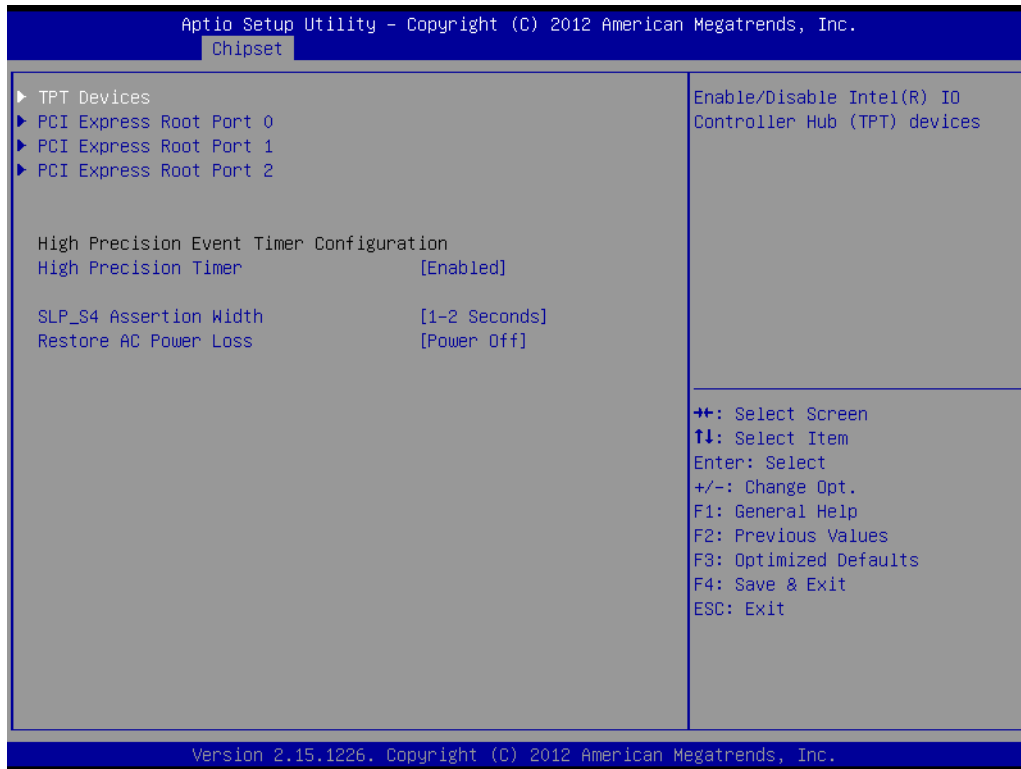 Aptio Setup Utility – Copyright (C) 2012 American Megatrends, Inc.
Chipset
▶ TPT Devices
▶ PCI Express Root Port 0
▶ PCI Express Root Port 1
▶ PCI Express Root Port 2
High Precision Event Timer Configuration
High Precision Timer [Enabled]
SLP_S4 Assertion Width [1-2 Seconds]
Restore AC Power Loss [Power Off]
Enable/Disable Intel(R) IO
Controller Hub (TPT) devices
→←: Select Screen
↑↓: Select Item
Enter: Select
+/-: Change Opt.
F1: General Help
F2: Previous Values
F3: Optimized Defaults
F4: Save & Exit
ESC: Exit
Version 2.15.1226. Copyright (C) 2012 American Megatrends, Inc.